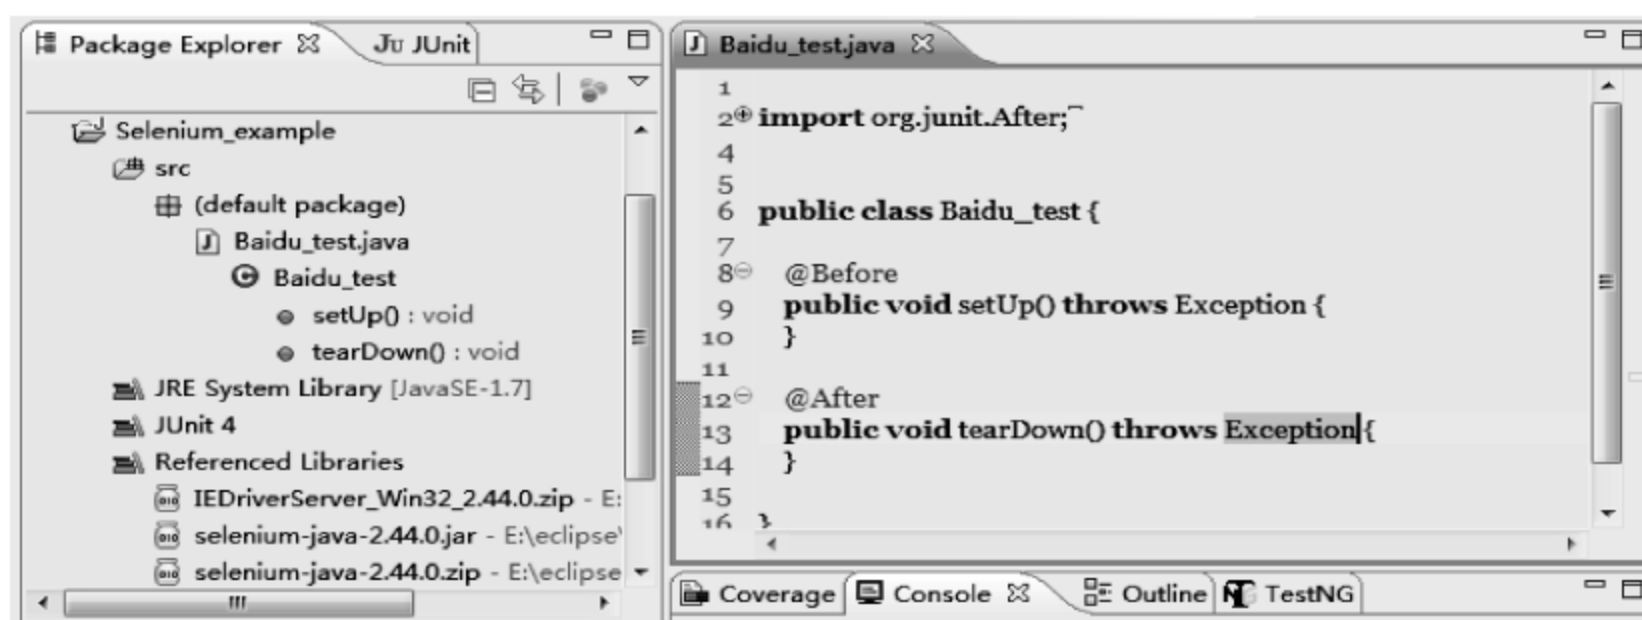 Package Explorer
JU JUnit
Selenium_example
src
(default package)
Baidu_test.java
Baidu_test
setUp() : void
tearDown() : void
JRE System Library [JavaSE-1.7]
JUnit 4
Referenced Libraries
IEDriverServer_Win32_2.44.0.zip - E:
selenium-java-2.44.0.jar - E:\eclipse\
selenium-java-2.44.0.zip - E:\eclipse
Baidu_test.java
1
2 import org.junit.After;
4
5
6 public class Baidu_test {
7
8 @Before
9 public void setUp() throws Exception {
10 }
11
12 @After
13 public void tearDown() throws Exception {
14 }
15
16 }
Coverage
Console
Outline
TestNG